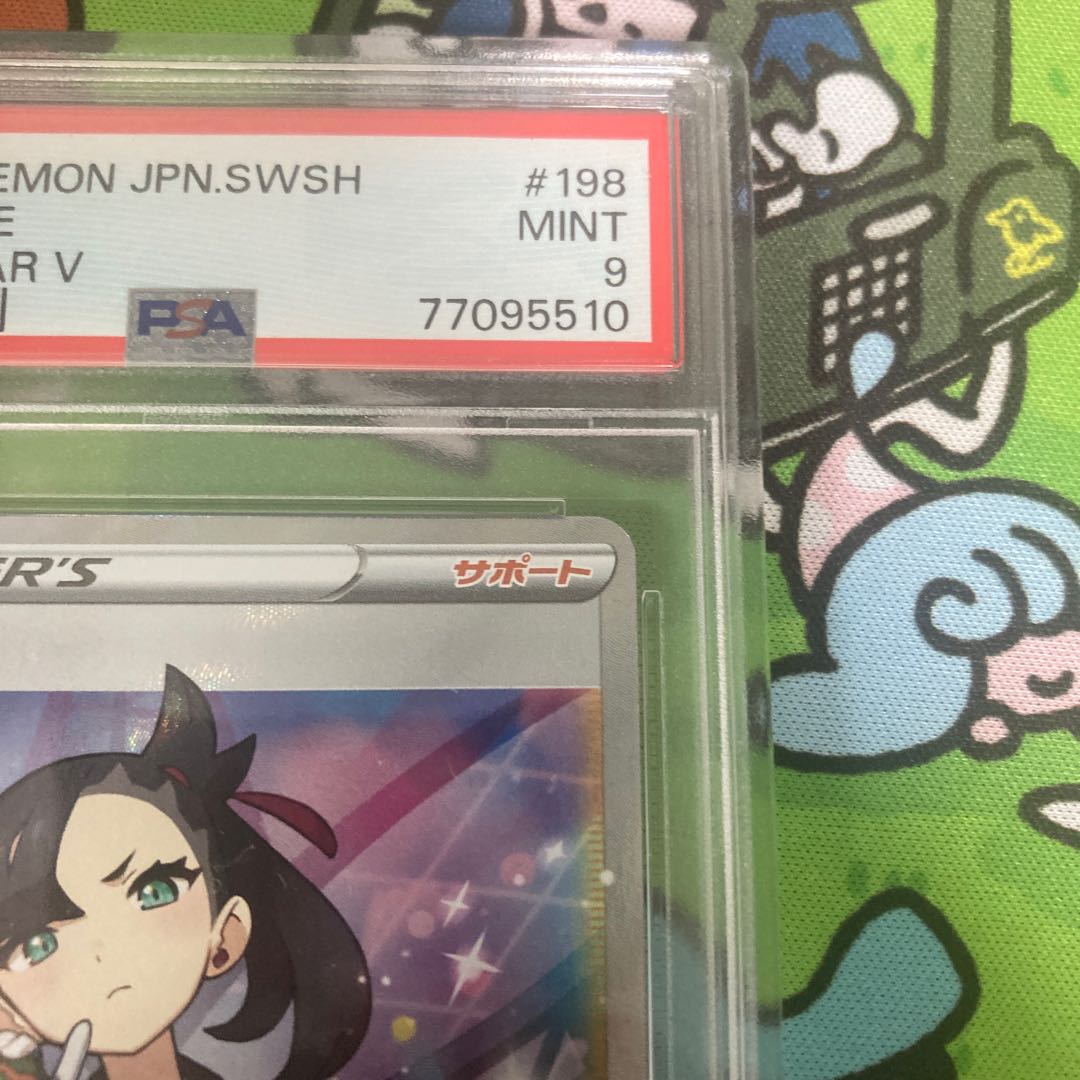 EMON JPN.SWSH #198
E MINT
AR V 9
PSA 77095510
ER'S サポート